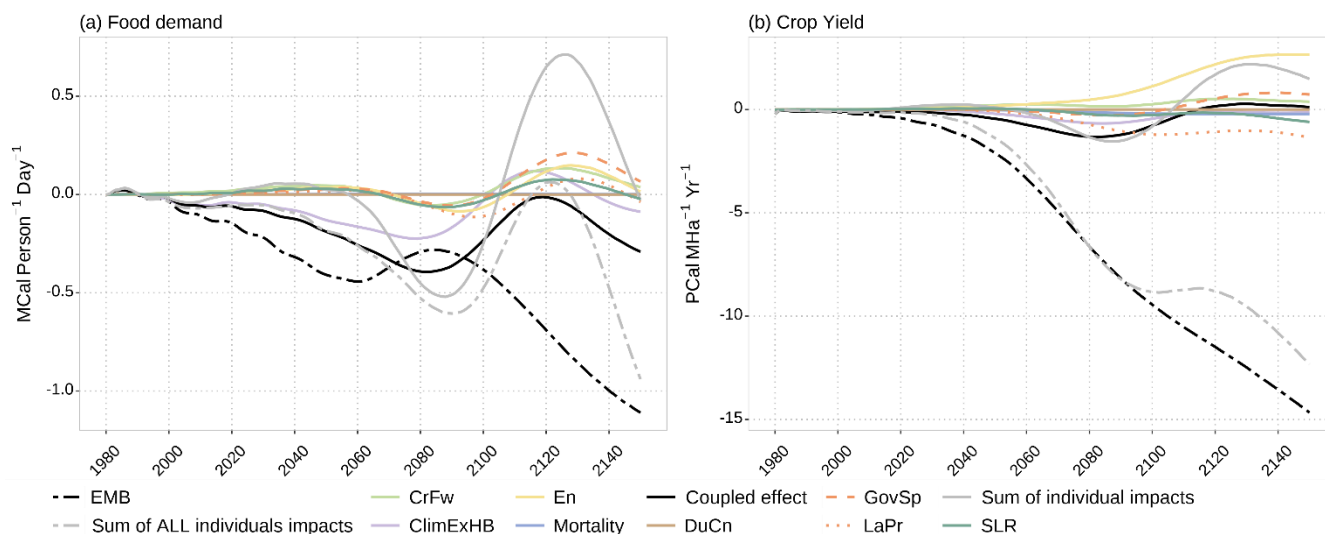 (a) Food demand
(b) Crop Yield
MCal Person⁻¹ Day⁻¹
0.5
0.0
-0.5
-1.0
1980 2000 2020 2040 2060 2080 2100 2120 2140
PCal MHa⁻¹ Yr⁻¹
0
-5
-10
-15
1980 2000 2020 2040 2060 2080 2100 2120 2140
EMB CrFw En Coupled effect GovSp Sum of individual impacts
Sum of ALL individuals impacts ClimExHB Mortality DuCn LaPr SLR